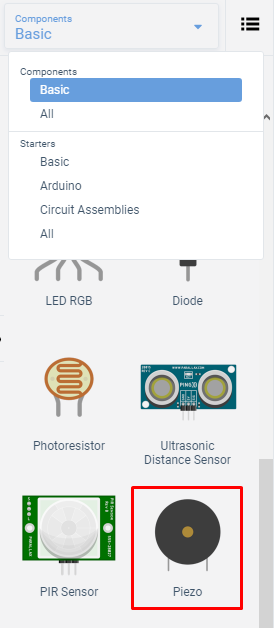 Components
Basic
Components
Basic
All
Starters
Basic
Arduino
Circuit Assemblies
All
LED RGB
Diode
Photoresistor
Ultrasonic
Distance Sensor
PIR Sensor
Piezo